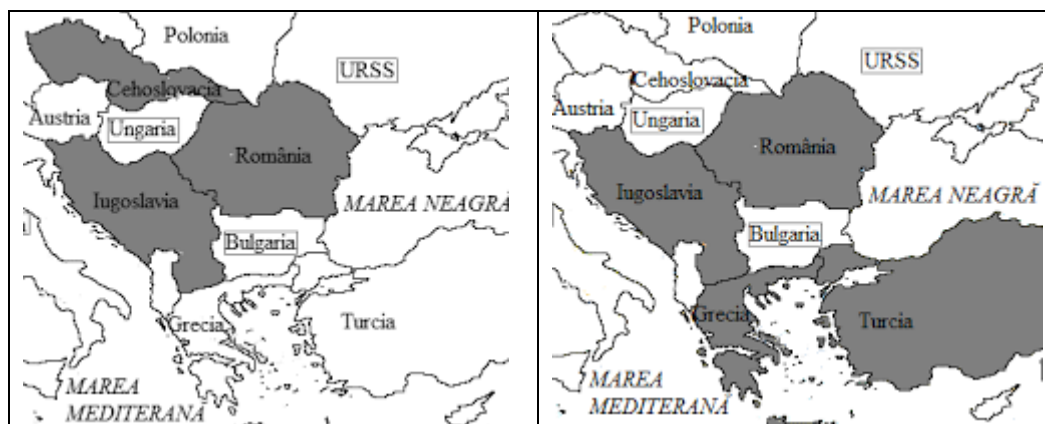 Polonia
URSS
Cehoslovacia
Austria
Ungaria
România
Iugoslavia
MAREA NEAGRĂ
Bulgaria
Grecia
Turcia
MAREA
MEDITERANĂ
Polonia
URSS
Cehoslovacia
Austria
Ungaria
România
Iugoslavia
MAREA NEAGRĂ
Bulgaria
Grecia
Turcia
MAREA
MEDITERANĂ